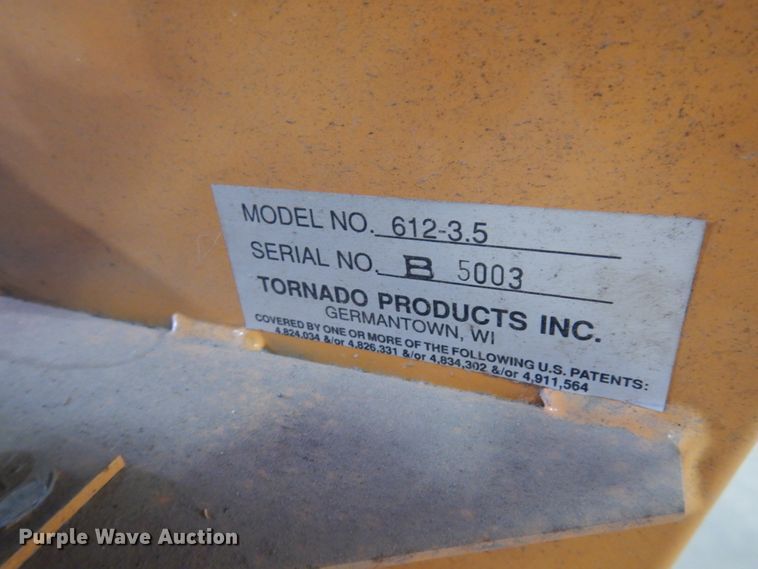 MODEL NO. 612-3.5
SERIAL NO. B 5003
TORNADO PRODUCTS INC.
GERMANTOWN, WI
COVERED BY ONE OR MORE OF THE FOLLOWING U.S. PATENTS:
4,824,034 &/or 4,826,331 &/or 4,834,302 &/or 4,911,564
Purple Wave Auction